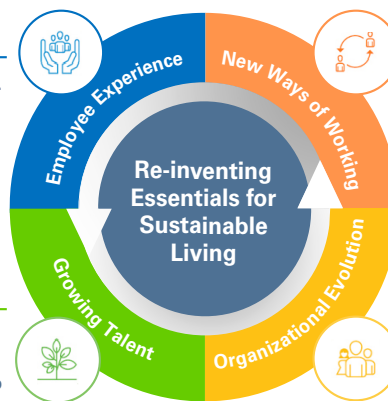 Employee Experience
New Ways of Working
Re-inventing
Essentials for
Sustainable
Living
Growing Talent
Organizational Evolution